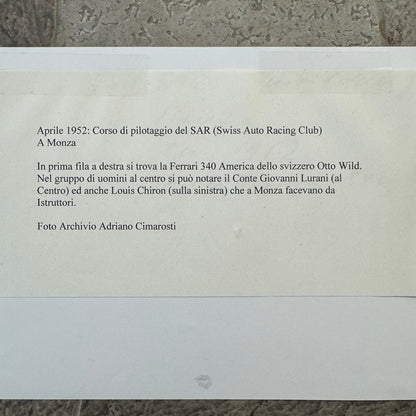 Aprile 1952: Corso di pilotaggio del SAR (Swiss Auto Racing Club)
A Monza
In prima fila a destra si trova la Ferrari 340 America dello svizzero Otto Wild.
Nel gruppo di uomini al centro si può notare il Conte Giovanni Lurani (al
Centro) ed anche Louis Chiron (sulla sinistra) che a Monza facevano da
Istruttori.
Foto Archivio Adriano Cimarosti